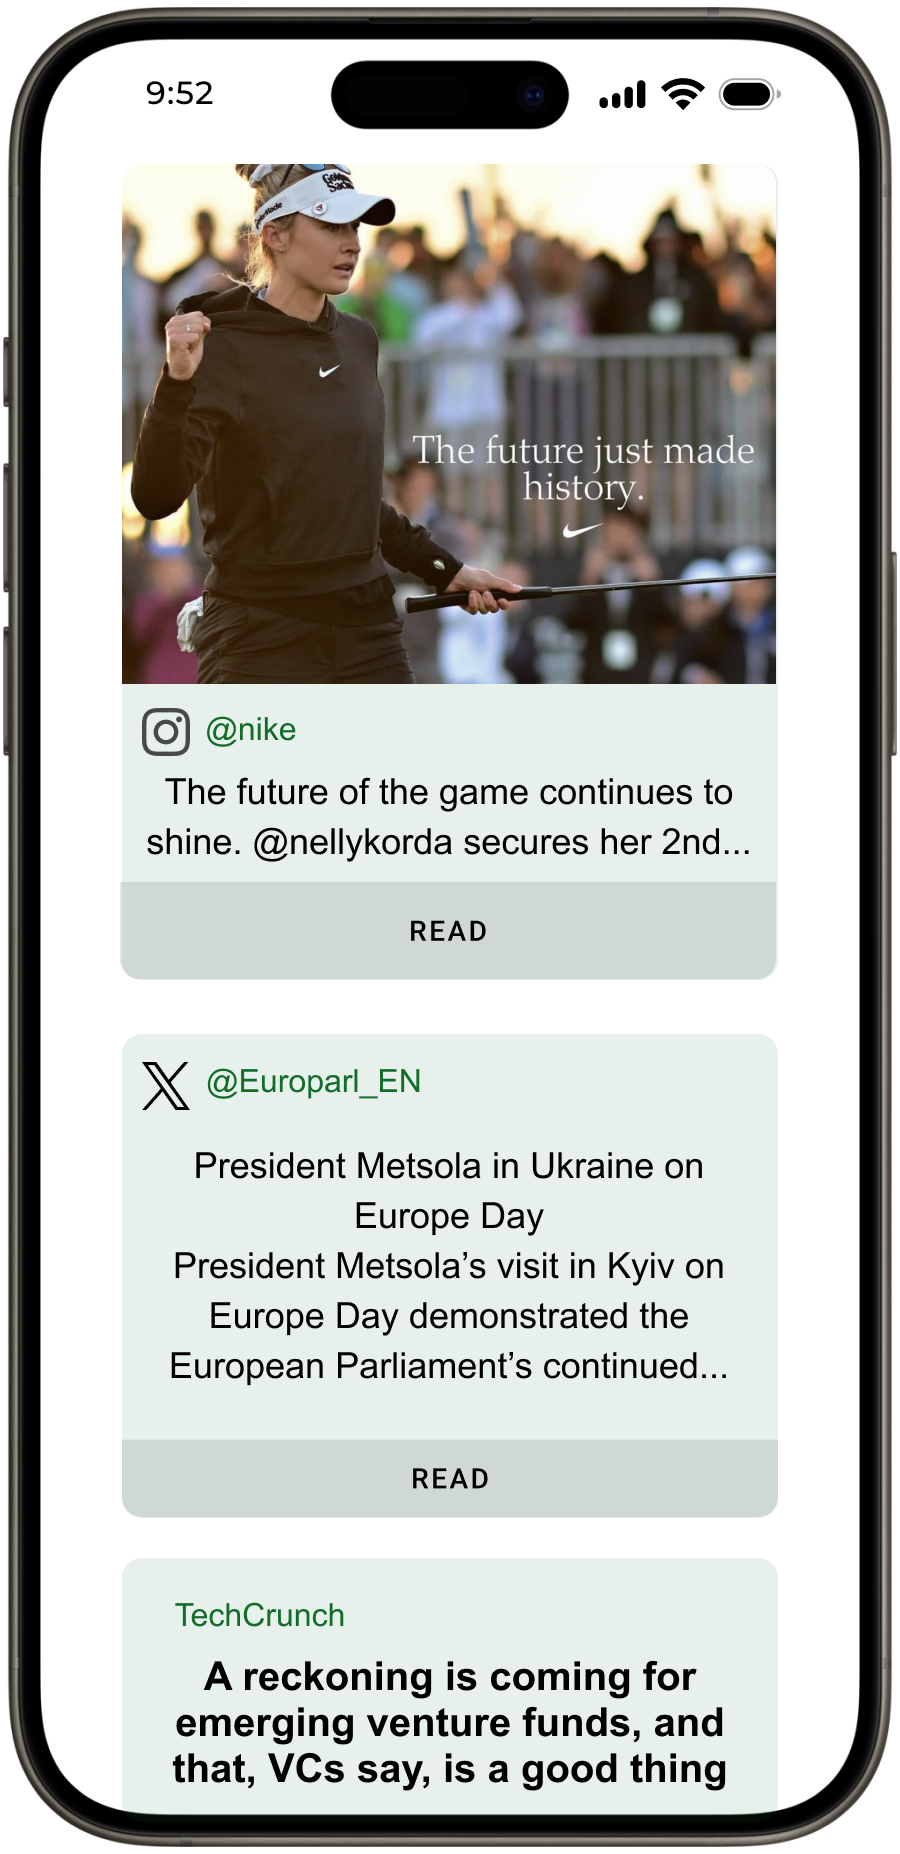 9:52
Goldman
Sachs
TaylorMade
The future just made
history.
@nike
The future of the game continues to
shine. @nellykorda secures her 2nd...
READ
@Europarl_EN
President Metsola in Ukraine on
Europe Day
President Metsola’s visit in Kyiv on
Europe Day demonstrated the
European Parliament’s continued...
READ
TechCrunch
A reckoning is coming for
emerging venture funds, and
that, VCs say, is a good thing